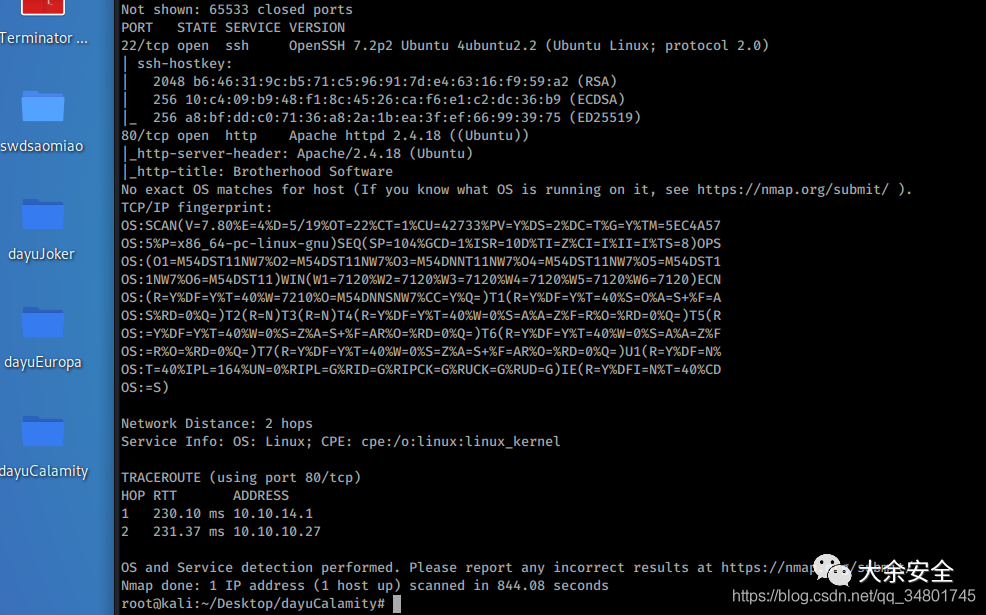 Terminator ...
swdsaomiao
dayuJoker
dayuEuropa
dayuCalamity
Not shown: 65533 closed ports
PORT   STATE SERVICE VERSION
22/tcp open  ssh     OpenSSH 7.2p2 Ubuntu 4ubuntu2.2 (Ubuntu Linux; protocol 2.0)
| ssh-hostkey:
|   2048 b6:46:31:9c:b5:71:c5:96:91:7d:e4:63:16:f9:59:a2 (RSA)
|   256 10:c4:09:b9:48:f1:8c:45:26:ca:f6:e1:c2:dc:36:b9 (ECDSA)
|_  256 a8:bf:dd:c0:71:36:a8:2a:1b:ea:3f:ef:66:99:39:75 (ED25519)
80/tcp open  http    Apache httpd 2.4.18 ((Ubuntu))
|_http-server-header: Apache/2.4.18 (Ubuntu)
|_http-title: Brotherhood Software
No exact OS matches for host (If you know what OS is running on it, see https://nmap.org/submit/ ).
TCP/IP fingerprint:
OS:SCAN(V=7.80%E=4%D=5/19%OT=22%CT=1%CU=42733%PV=Y%DS=2%DC=T%G=Y%TM=5EC4A57
OS:5%P=x86_64-pc-linux-gnu)SEQ(SP=104%GCD=1%ISR=10D%TI=Z%CI=I%II=I%TS=8)OPS
OS:(O1=M54DST11NW7%O2=M54DST11NW7%O3=M54DNNT11NW7%O4=M54DST11NW7%O5=M54DST1
OS:1NW7%O6=M54DST11)WIN(W1=7120%W2=7120%W3=7120%W4=7120%W5=7120%W6=7120)ECN
OS:(R=Y%DF=Y%T=40%W=7210%O=M54DNNSNW7%CC=Y%Q=)T1(R=Y%DF=Y%T=40%S=O%A=S+%F=A
OS:S%RD=0%Q=)T2(R=N)T3(R=N)T4(R=Y%DF=Y%T=40%W=0%S=A%A=Z%F=R%O=%RD=0%Q=)T5(R
OS:=Y%DF=Y%T=40%W=0%S=Z%A=S+%F=AR%O=%RD=0%Q=)T6(R=Y%DF=Y%T=40%W=0%S=A%A=Z%F
OS:=R%O=%RD=0%Q=)T7(R=Y%DF=Y%T=40%W=0%S=Z%A=S+%F=AR%O=%RD=0%Q=)U1(R=Y%DF=N%
OS:T=40%IPL=164%UN=0%RIPL=G%RID=G%RIPCK=G%RUCK=G%RUD=G)IE(R=Y%DFI=N%T=40%CD
OS:=S)
Network Distance: 2 hops
Service Info: OS: Linux; CPE: cpe:/o:linux:linux_kernel
TRACEROUTE (using port 80/tcp)
HOP RTT       ADDRESS
1   230.10 ms 10.10.14.1
2   231.37 ms 10.10.10.27
OS and Service detection performed. Please report any incorrect results at https://nmap.org/submit/
Nmap done: 1 IP address (1 host up) scanned in 844.08 seconds
root@kali:~/Desktop/dayuCalamity#
大余安全
https://blog.csdn.net/qq_34801745